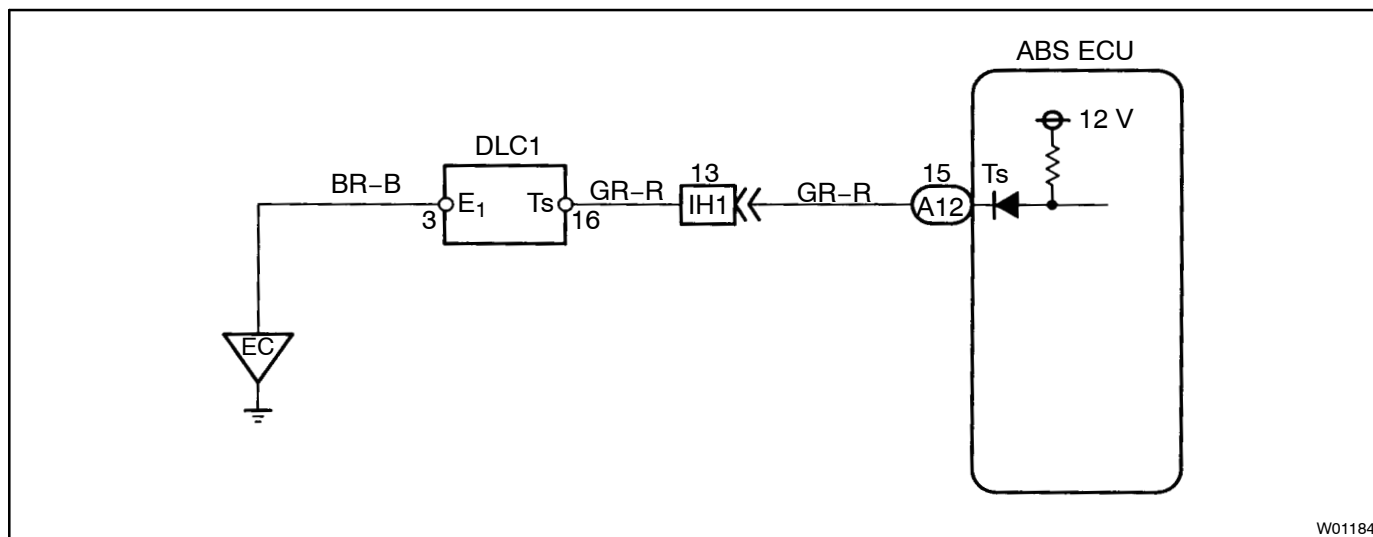 ABS ECU
12 V
DLC1
BR−B
E1
3
Ts
16
GR−R
13
IH1
GR−R
15
A12
Ts
EC
W01184